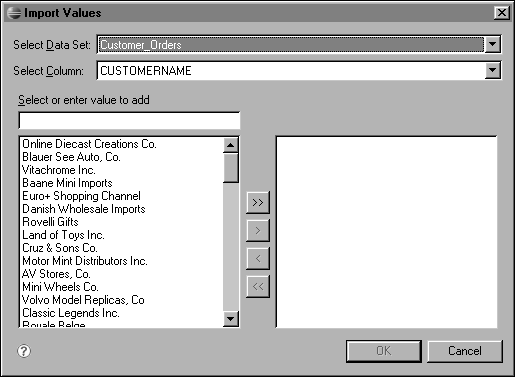 Import Values
Select Data Set: Customer_Orders
Select Column: CUSTOMERNAME
Select or enter value to add
Online Diecast Creations Co.
Blauer See Auto, Co.
Vitachrome Inc.
Baane Mini Imports
Euro+ Shopping Channel
Danish Wholesale Imports
Rovelli Gifts
Land of Toys Inc.
Cruz & Sons Co.
Motor Mint Distributors Inc.
AV Stores, Co.
Mini Wheels Co.
Volvo Model Replicas, Co
Classic Legends Inc.
Royale Belge
>>
>
<
<<
?
OK Cancel